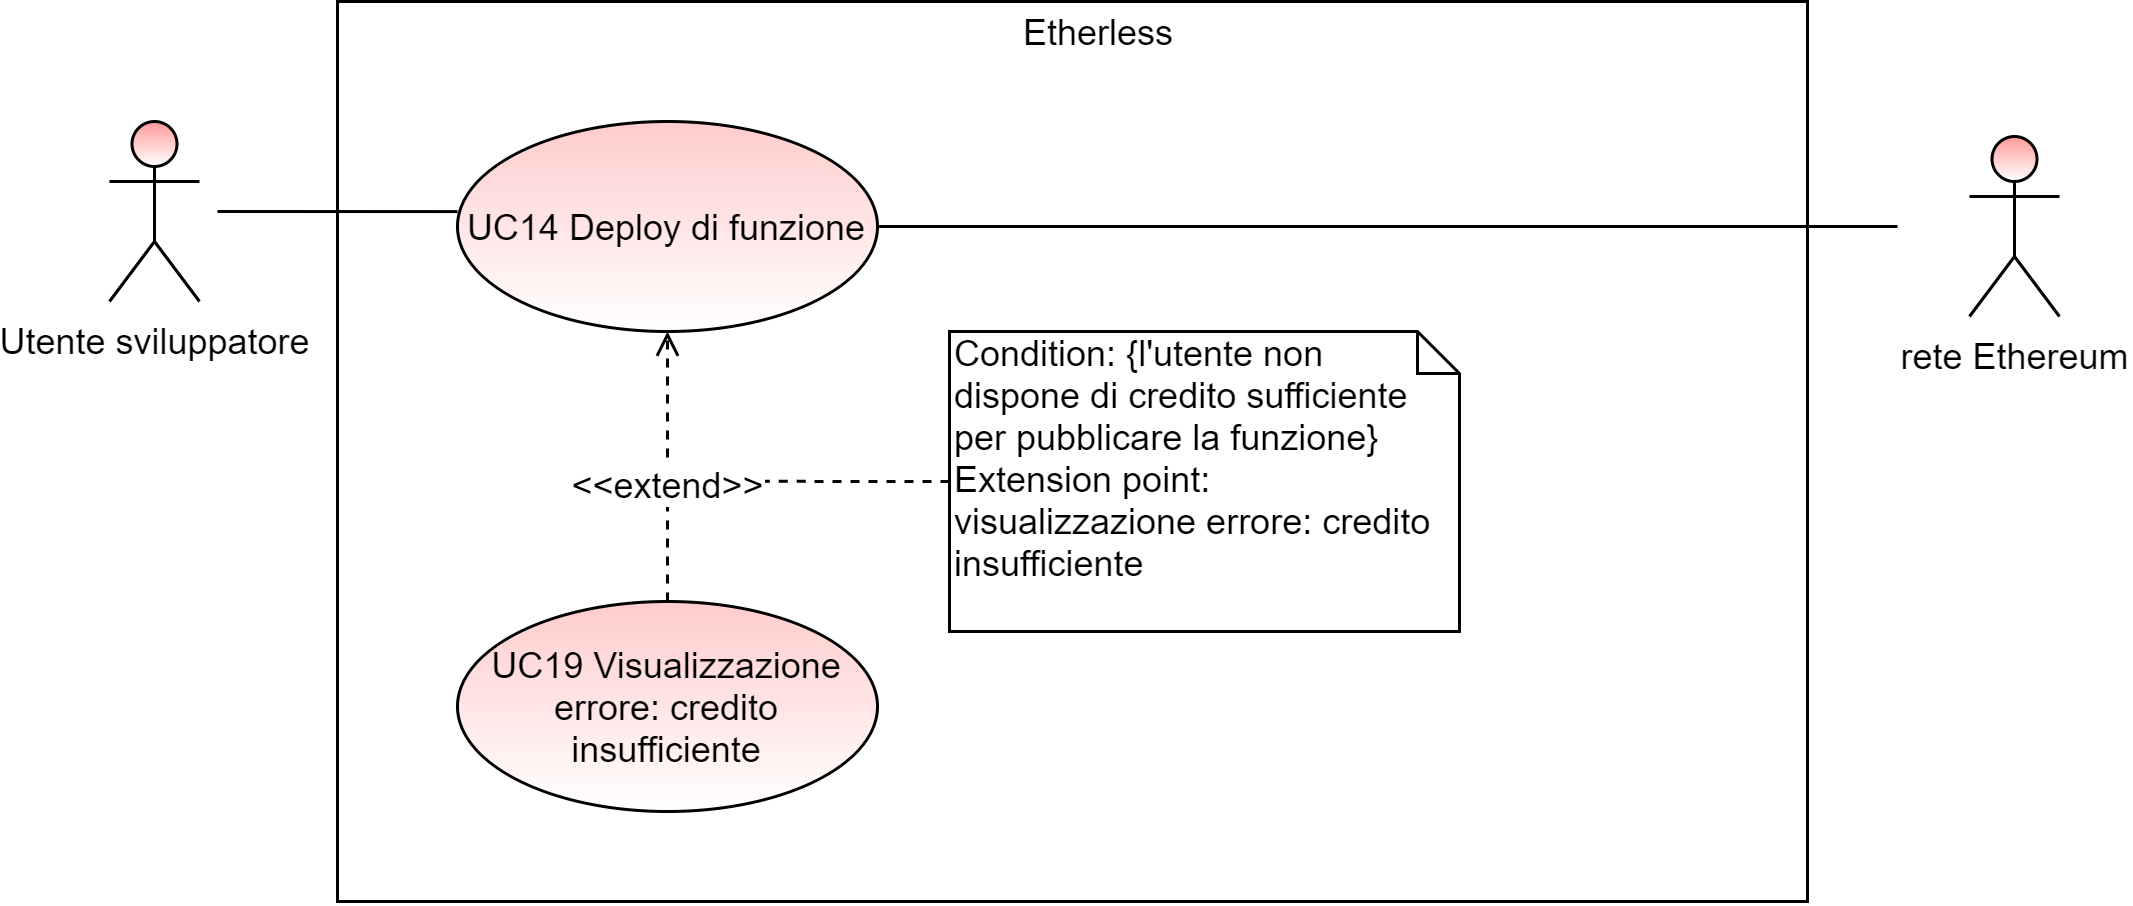 Etherless
UC14 Deploy di funzione
Utente sviluppatore
rete Ethereum
Condition: {l'utente non
dispone di credito sufficiente
per pubblicare la funzione}
Extension point:
visualizzazione errore: credito
insufficiente
<<extend>>
UC19 Visualizzazione
errore: credito
insufficiente